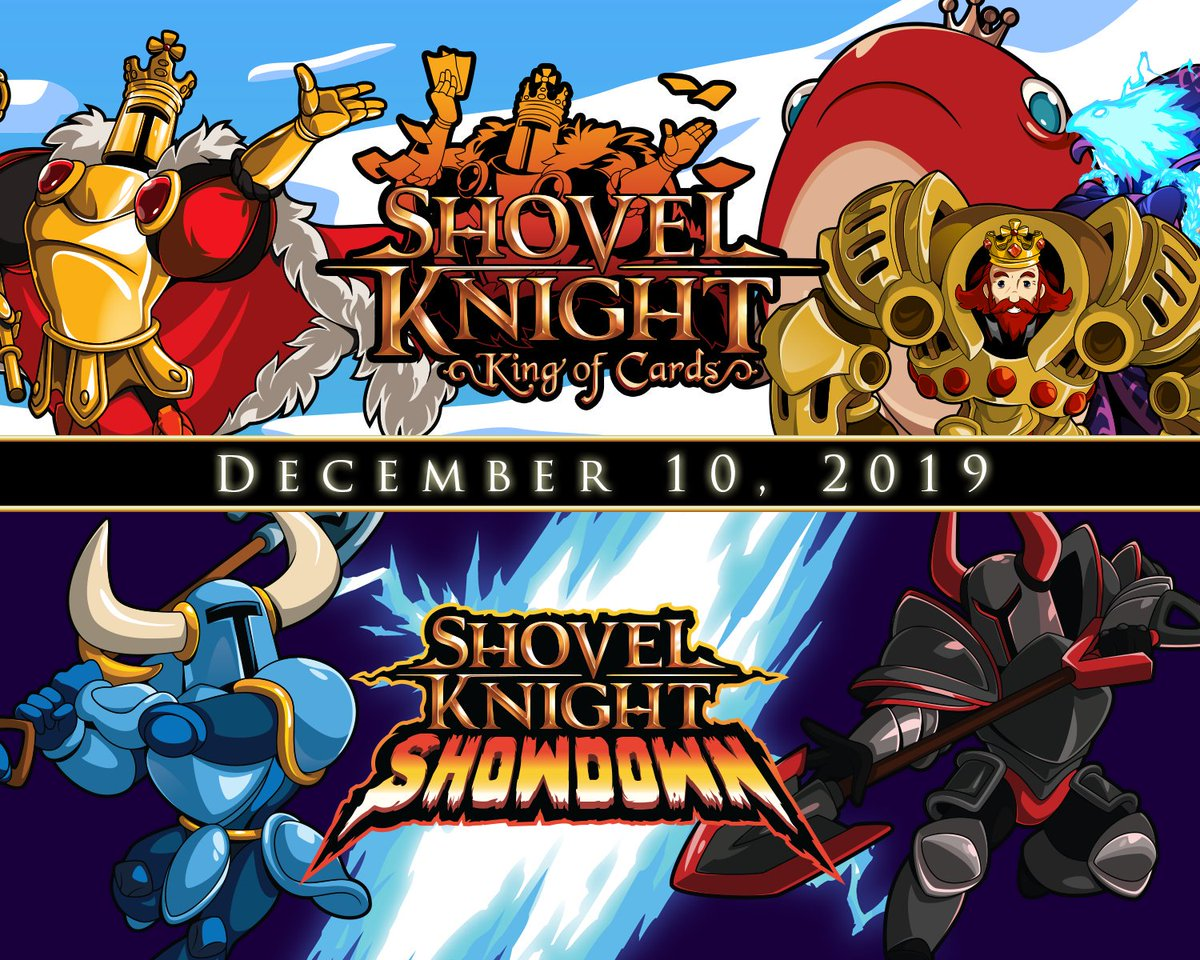 SHOVEL
KNIGHT
King of Cards
DECEMBER 10, 2019
SHOVEL
KNIGHT
SHOWDOWN